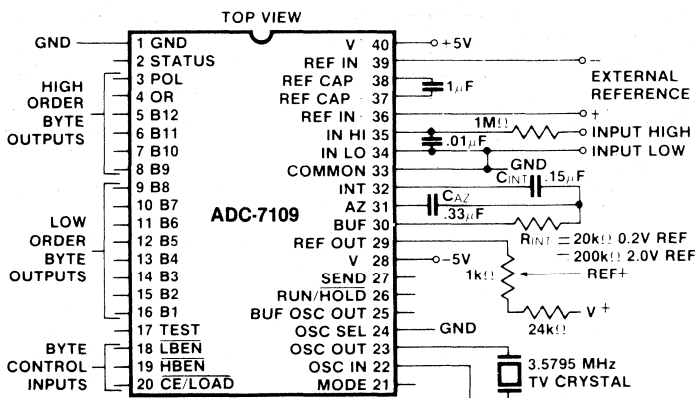 TOP VIEW
GND
1 GND
2 STATUS
3 POL
4 OR
5 B12
6 B11
7 B10
8 B9
9 B8
10 B7
11 B6
12 B5
13 B4
14 B3
15 B2
16 B1
17 TEST
18 LBEN
19 HBEN
20 CE/LOAD
HIGH
ORDER
BYTE
OUTPUTS
LOW
ORDER
BYTE
OUTPUTS
BYTE
CONTROL
INPUTS
ADC-7109
V 40
REF IN 39
REF CAP 38
REF CAP 37
REF IN 36
IN HI 35
IN LO 34
COMMON 33
INT 32
AZ 31
BUF 30
REF OUT 29
V 28
SEND 27
RUN/HOLD 26
BUF OSC OUT 25
OSC SEL 24
OSC OUT 23
OSC IN 22
MODE 21
+5V
−
1μF
EXTERNAL
REFERENCE
+
1MΩ
INPUT HIGH
.01μF
INPUT LOW
GND
CINT .15μF
CAZ
.33μF
RINT = 20kΩ 0.2V REF
= 200kΩ 2.0V REF
−5V
1kΩ
REF+
24kΩ
V+
GND
3.5795 MHz
TV CRYSTAL